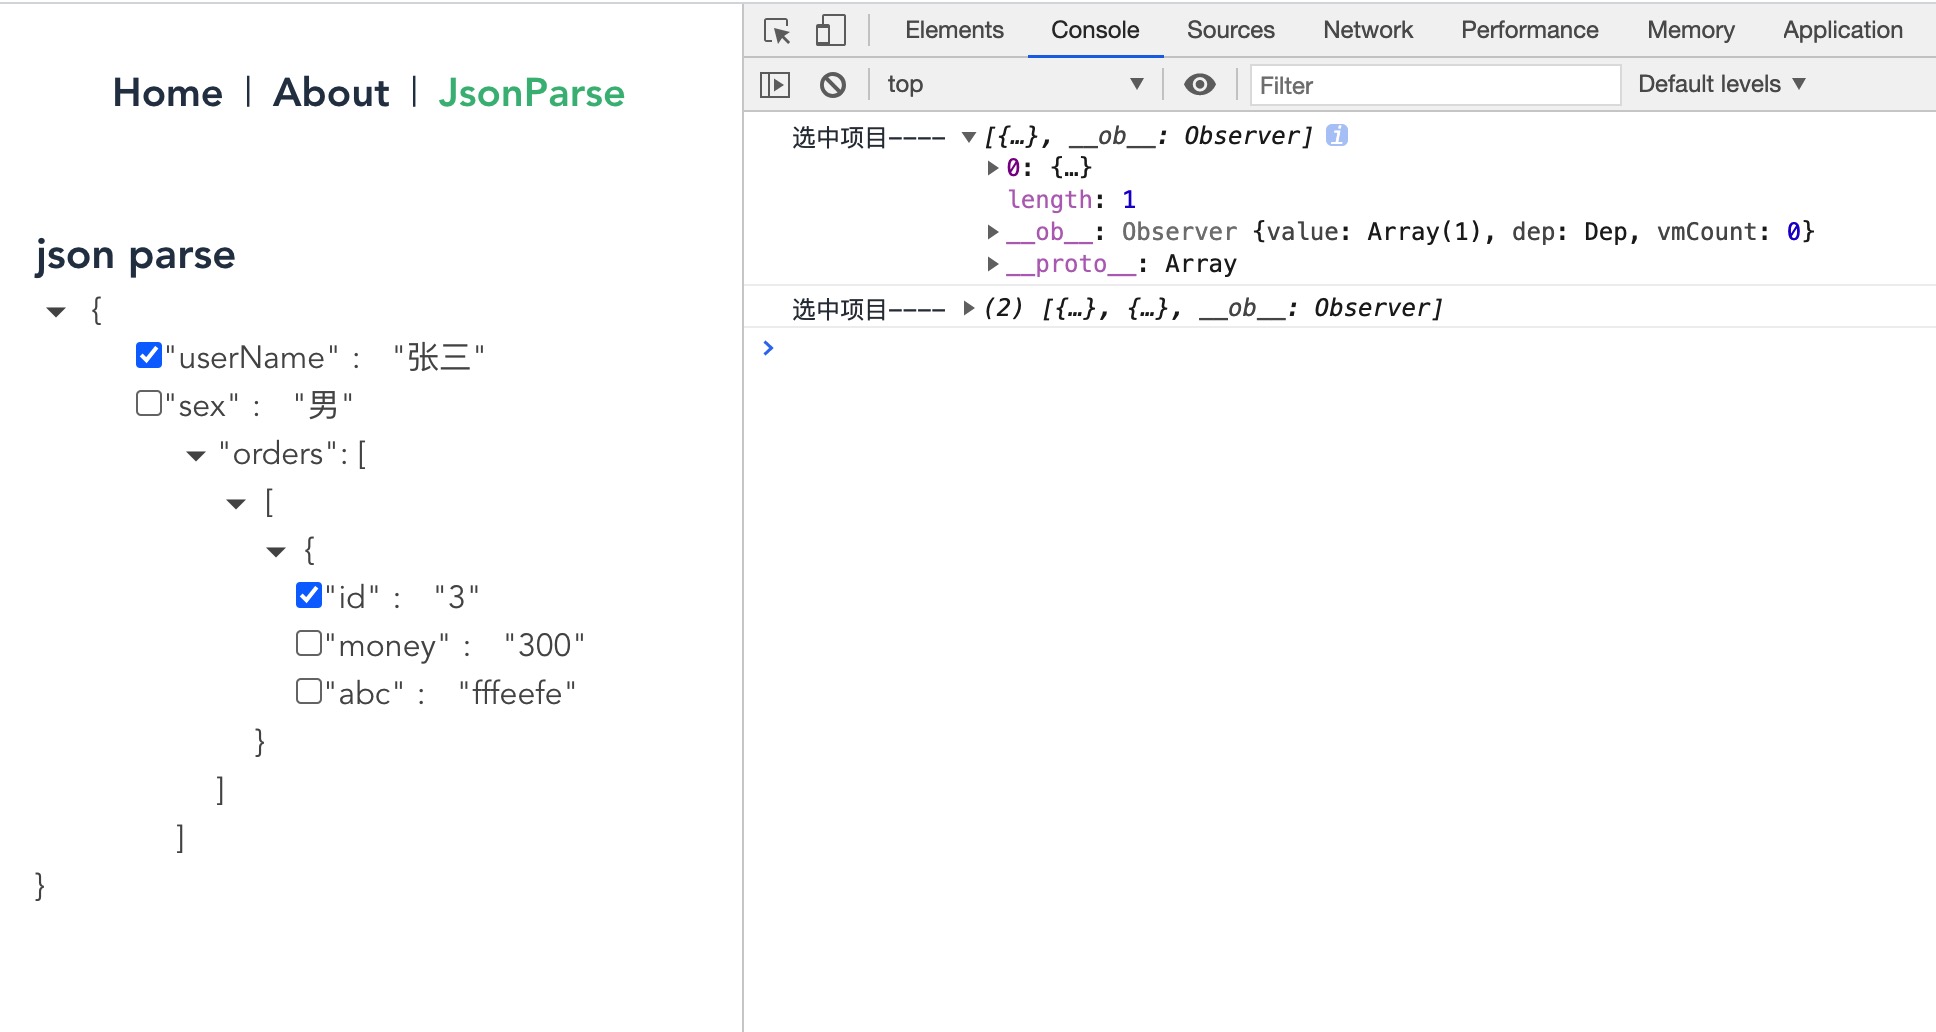 Home | About | JsonParse
json parse
{
"userName" : "张三"
"sex" : "男"
"orders": [
[
{
"id" : "3"
"money" : "300"
"abc" : "fffeefe"
}
]
]
}
Elements Console Sources Network Performance Memory Application
top Filter Default levels
选中项目---- [{…}, __ob__: Observer] i
0: {…}
length: 1
__ob__: Observer {value: Array(1), dep: Dep, vmCount: 0}
__proto__: Array
选中项目---- (2) [{…}, {…}, __ob__: Observer]